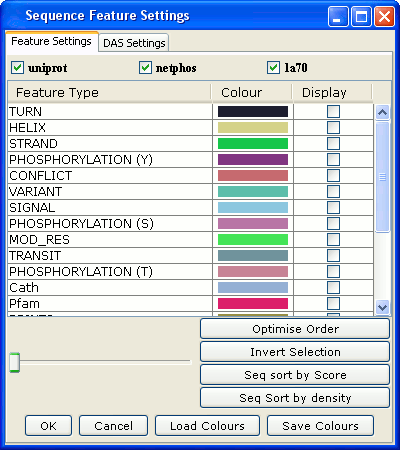 Sequence Feature Settings
Feature Settings DAS Settings
uniprot netphos 1a70
Feature Type Colour Display
TURN
HELIX
STRAND
PHOSPHORYLATION (Y)
CONFLICT
VARIANT
SIGNAL
PHOSPHORYLATION (S)
MOD_RES
TRANSIT
PHOSPHORYLATION (T)
Cath
Pfam
Optimise Order
Invert Selection
Seq sort by Score
Seq Sort by density
OK Cancel Load Colours Save Colours